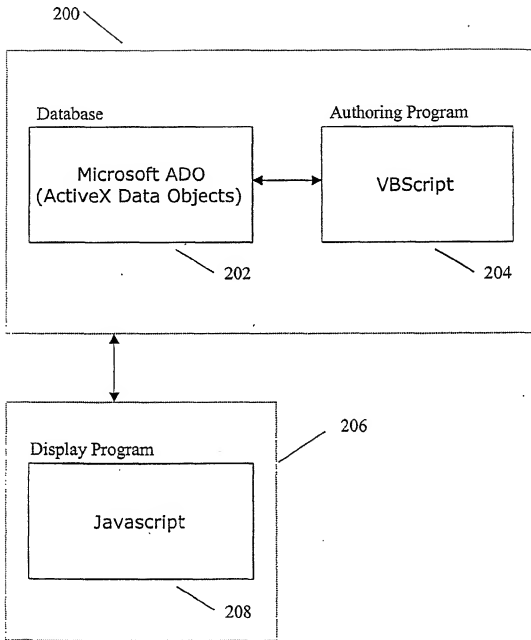 200
Database
Authoring Program
Microsoft ADO
(ActiveX Data Objects)
VBScript
202
204
206
Display Program
Javascript
208